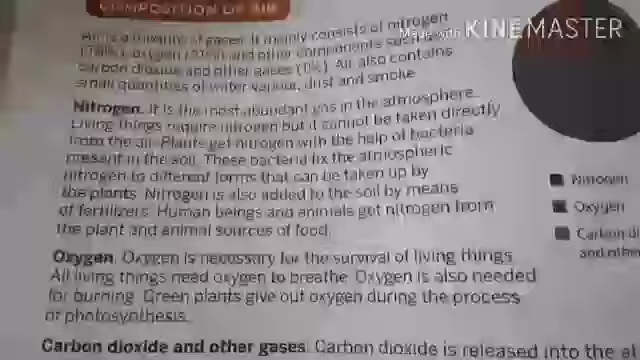 COMPOSITION OF AIR
Air is a mixture of gases. It mainly consists of nitrogen
(78%), oxygen (21%) and other components such as
carbon dioxide and other gases (1%). Air also contains
small quantities of water vapour, dust and smoke.
Nitrogen. It is the most abundant gas in the atmosphere.
Living things require nitrogen but it cannot be taken directly
from the air. Plants get nitrogen with the help of bacteria
present in the soil. These bacteria fix the atmospheric
nitrogen to different forms that can be taken up by
the plants. Nitrogen is also added to the soil by means
of fertilizers. Human beings and animals get nitrogen from
the plant and animal sources of food.
Oxygen. Oxygen is necessary for the survival of living things.
All living things need oxygen to breathe. Oxygen is also needed
for burning. Green plants give out oxygen during the process
of photosynthesis.
Carbon dioxide and other gases. Carbon dioxide is released into the
Made with KINEMASTER
Nitrogen
Oxygen
Carbon di
and other